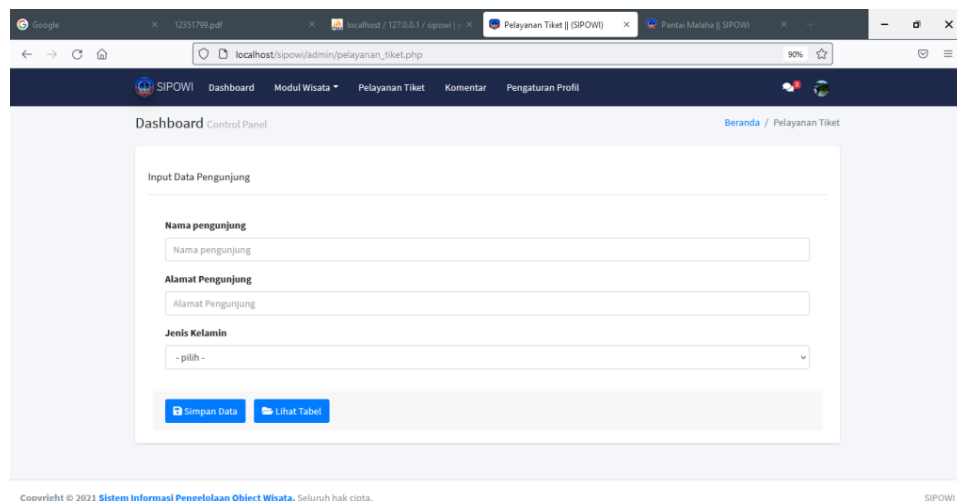 Google
12351799.pdf
localhost / 127.0.0.1 / sipowi | p
Pelayanan Tiket || (SIPOWI)
Pantai Malaha || SIPOWI
localhost/sipowi/admin/pelayanan_tiket.php
90%
SIPOWI Dashboard Modul Wisata Pelayanan Tiket Komentar Pengaturan Profil
Dashboard Control Panel
Beranda / Pelayanan Tiket
Input Data Pengunjung
Nama pengunjung
Nama pengunjung
Alamat Pengunjung
Alamat Pengunjung
Jenis Kelamin
- pilih -
Simpan Data
Lihat Tabel
Copyright © 2021 Sistem Informasi Pengelolaan Object Wisata. Seluruh hak cipta.
SIPOWI